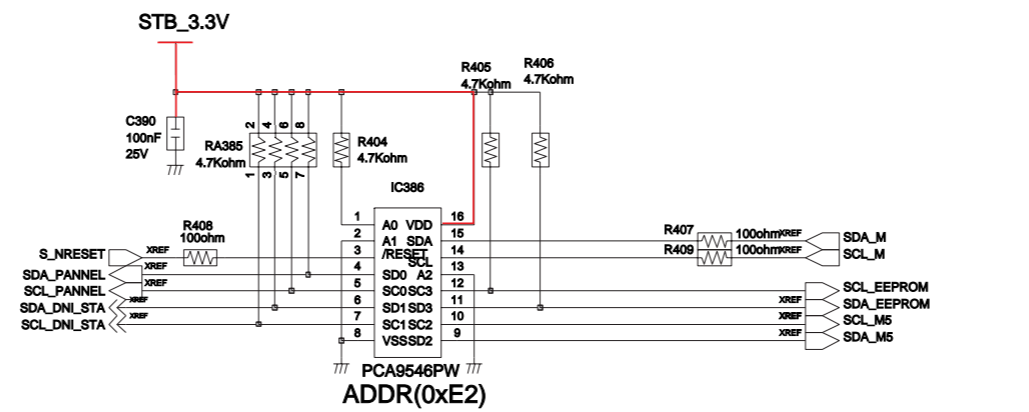 STB_3.3V
C390
100nF
25V
RA385
4.7Kohm
2 4 6 8
1 3 5 7
R404
4.7Kohm
R405
4.7Kohm
R406
4.7Kohm
IC386
1 A0 VDD 16
2 A1 SDA 15
3 /RESET SCL 14
4 SD0 A2 13
5 SC0 SC3 12
6 SD1 SD3 11
7 SC1 SC2 10
8 VSS SD2 9
PCA9546PW
ADDR(0xE2)
R408
100ohm
S_NRESET XREF
SDA_PANNEL XREF
SCL_PANNEL XREF
SDA_DNI_STA XREF
SCL_DNI_STA XREF
R407 100ohm XREF SDA_M
R409 100ohm XREF SCL_M
XREF SCL_EEPROM
XREF SDA_EEPROM
XREF SCL_M5
XREF SDA_M5